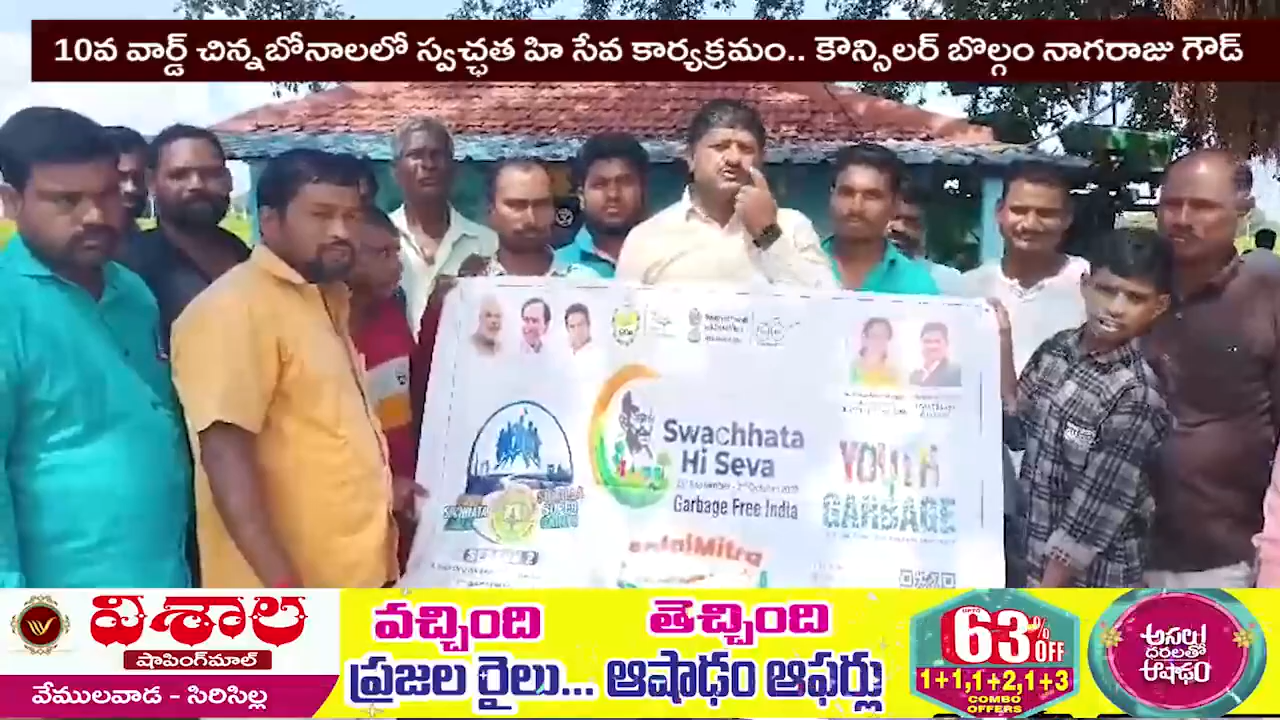 10వ వార్డ్ చిన్నబోనాలలో స్వచ్ఛత హి సేవ కార్యక్రమం.. కౌన్సిలర్ బొల్గం నాగరాజు గౌడ్
Swachhata
Hi Seva
Garbage Free India
YOUTH
GARBAGE
విశాల
షాపింగ్‌మాల్
వేములవాడ - సిరిసిల్ల
వచ్చింది తెచ్చింది
ప్రజల రైలు... ఆషాఢం ఆఫర్లు
UPTO
63% OFF
1+1,1+2,1+3
COMBO
OFFERS
అసలు
ధరలతో
ఆషాఢం